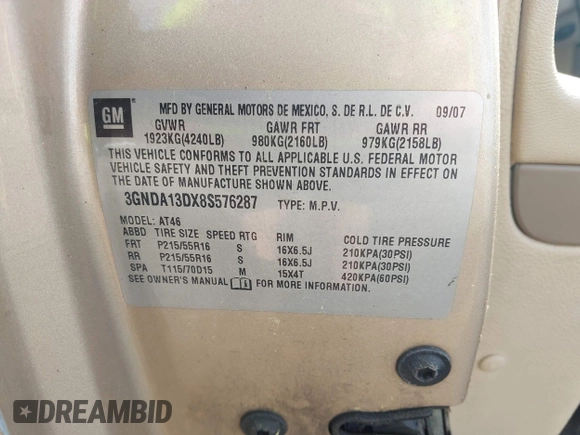 GM
MFD BY GENERAL MOTORS DE MEXICO, S. DE R.L. DE C.V. 09/07
GVWR GAWR FRT GAWR RR
1923KG(4240LB) 980KG(2160LB) 979KG(2158LB)
THIS VEHICLE CONFORMS TO ALL APPLICABLE U.S. FEDERAL MOTOR
VEHICLE SAFETY AND THEFT PREVENTION STANDARDS IN EFFECT ON
THE DATE OF MANUFACTURE SHOWN ABOVE.
3GNDA13DX8S576287 TYPE: M.P.V.
MODEL: AT46
ABBD TIRE SIZE SPEED RTG RIM COLD TIRE PRESSURE
FRT P215/55R16 S 16X6.5J 210KPA(30PSI)
RR P215/55R16 S 16X6.5J 210KPA(30PSI)
SPA T115/70D15 M 15X4T 420KPA(60PSI)
SEE OWNER'S MANUAL FOR MORE INFORMATION.
DREAMBID